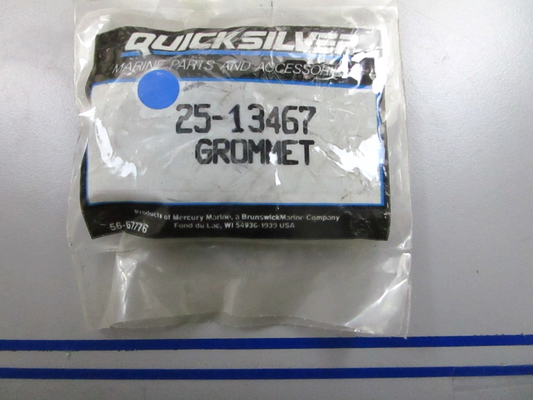 QUICKSILVER
MARINE PARTS AND ACCESSORIES
25-13467
GROMMET
Products of Mercury Marine, a Brunswick Marine Company
56-67776 Fond du Lac, WI 54936-1939 USA